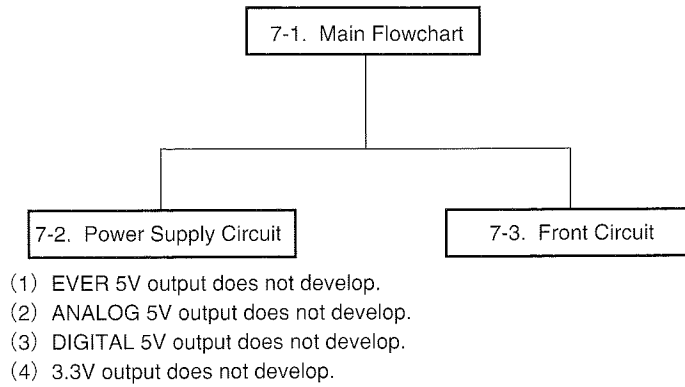 7-1. Main Flowchart
7-2. Power Supply Circuit
7-3. Front Circuit
(1) EVER 5V output does not develop.
(2) ANALOG 5V output does not develop.
(3) DIGITAL 5V output does not develop.
(4) 3.3V output does not develop.